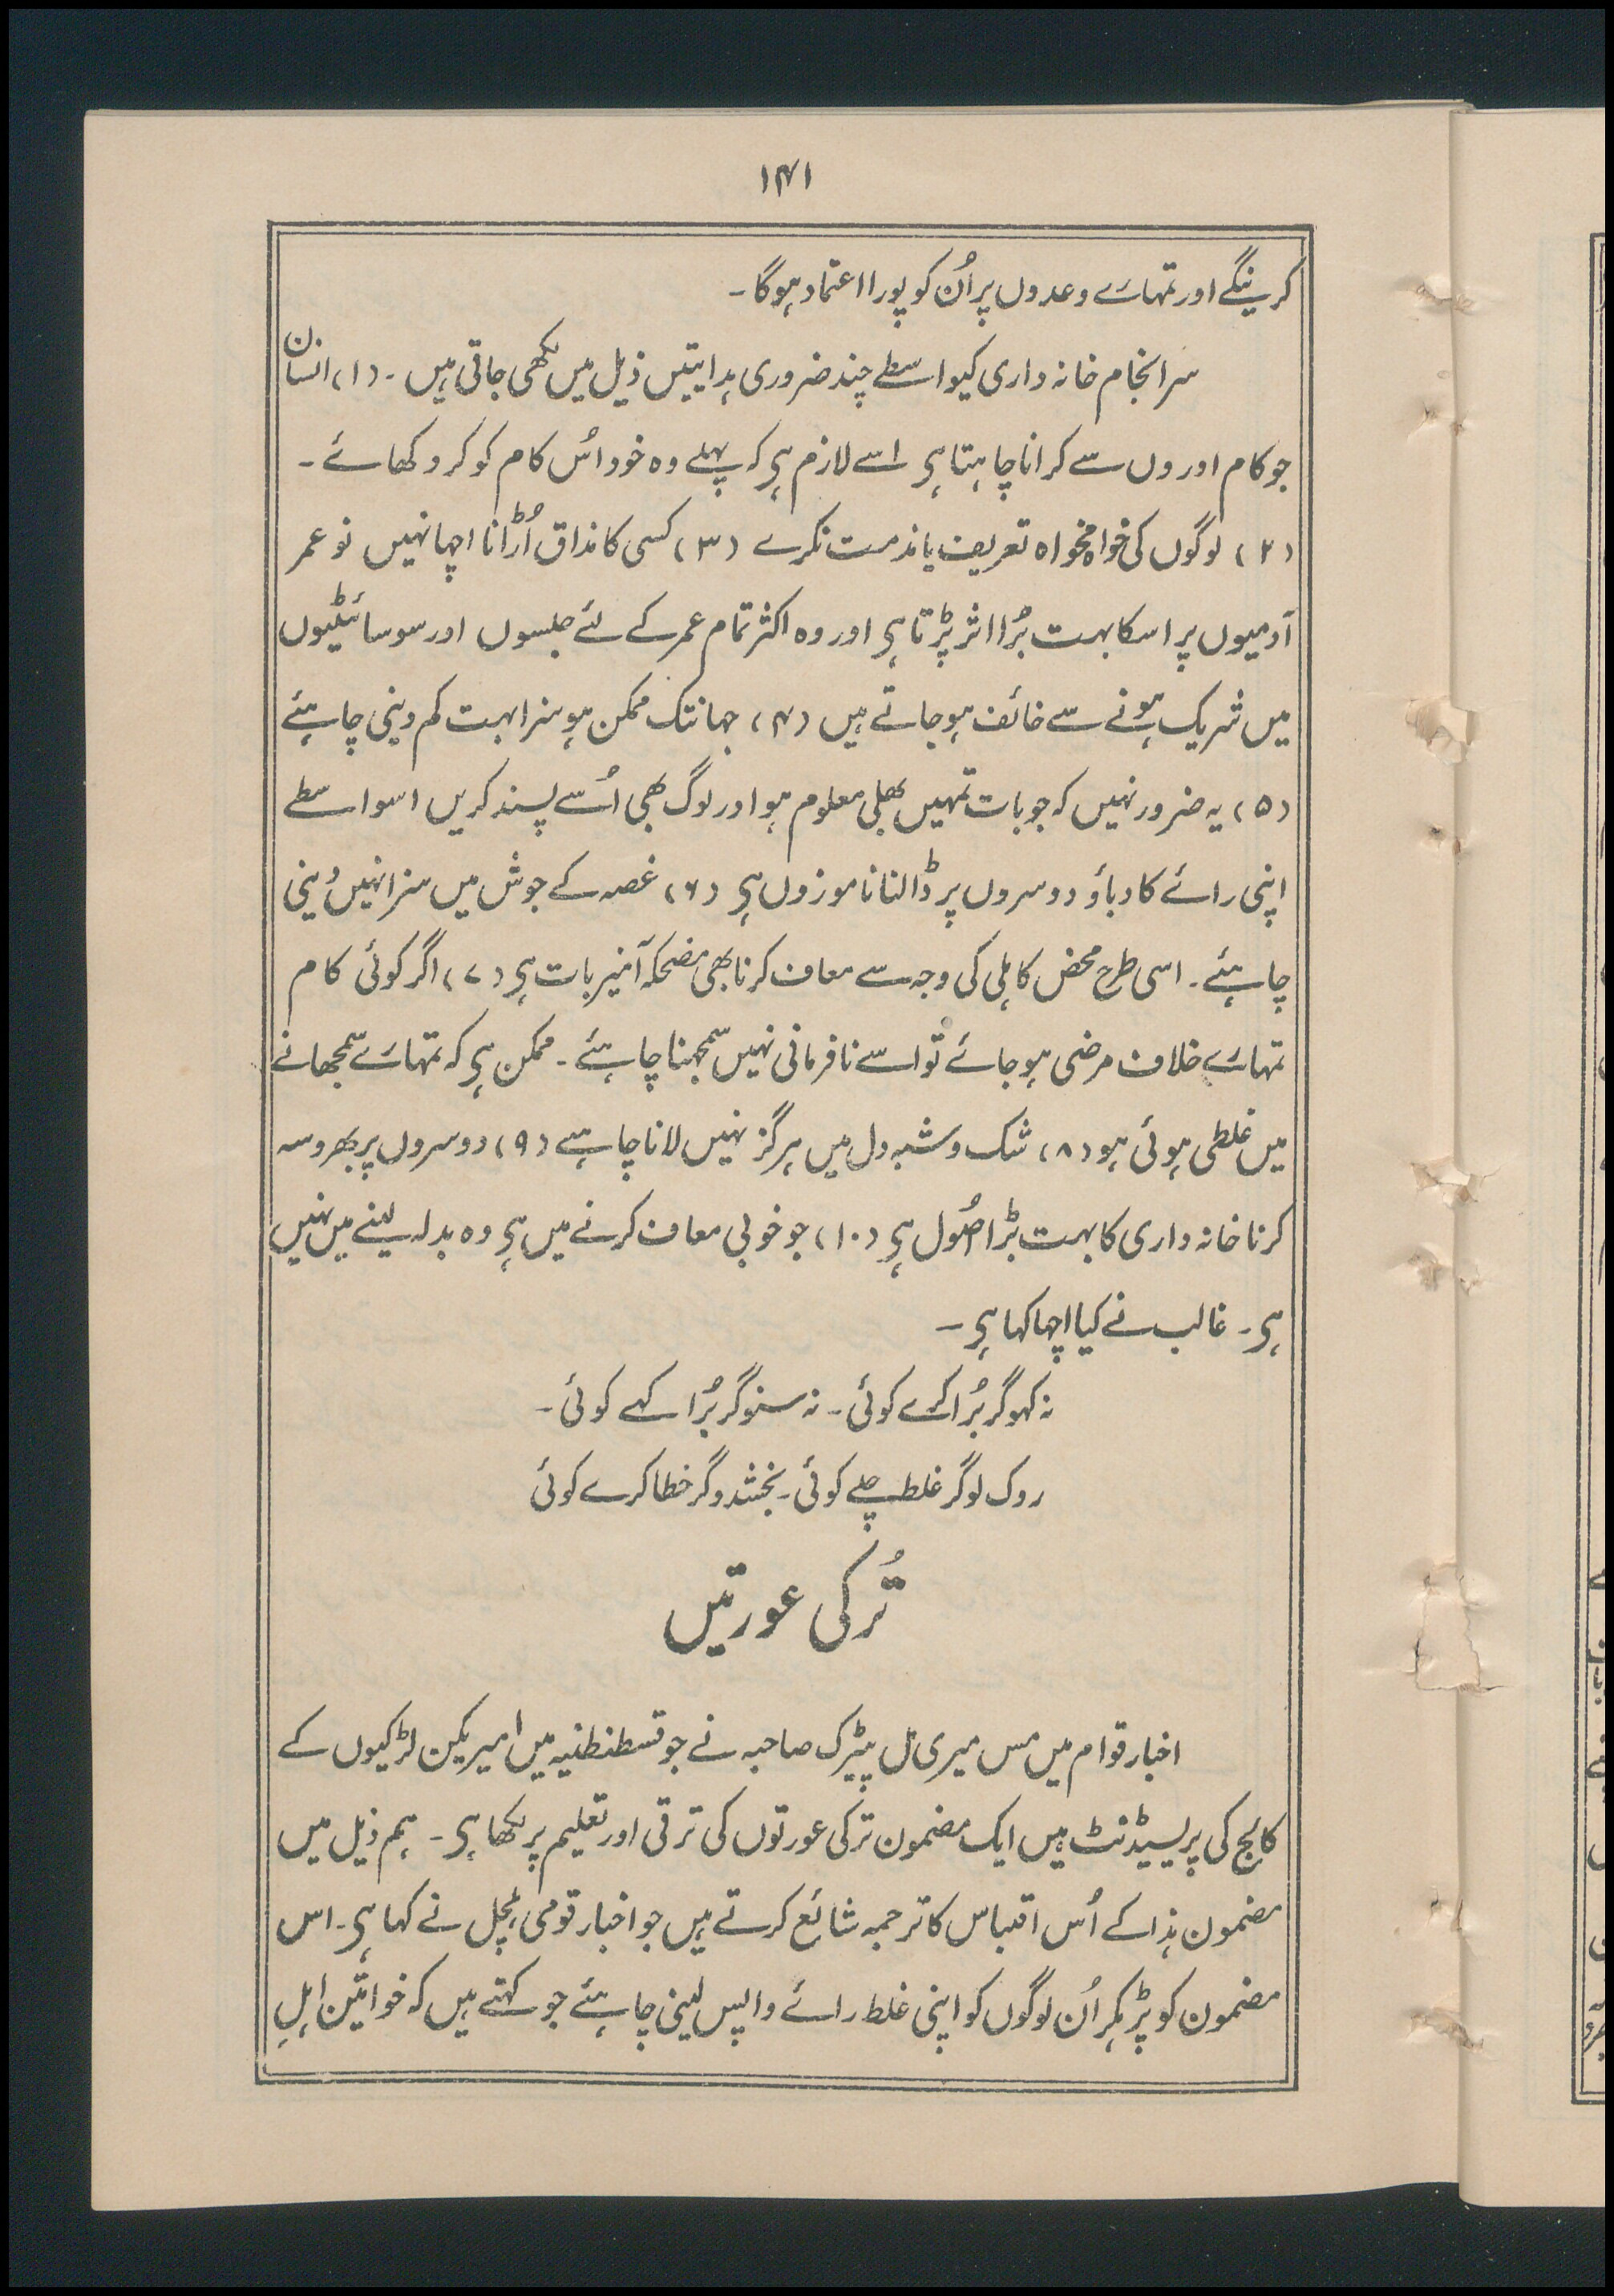 ۱۴۱
کرینگے اور تمہارے وعدوں پر اُن کو پورا اعتماد ہوگا۔
سرانجام خانہ داری کیواسطے چند ضروری ہدایتیں ذیل میں لکھی جاتی ہیں۔ (۱) انسان
جو کام اوروں سے کرانا چاہتا ہی اسے لازم ہی کہ پہلے وہ خود اُس کام کو کر دکھائے۔
(۲) لوگوں کی خواہ مخواہ تعریف یا مذمت نکرے (۳) کسی کا مذاق اُڑانا اچھا نہیں نو عمر
آدمیوں پر اسکا بہت بُرا اثر پڑتا ہی اور وہ اکثر تمام عمر کے لئے جلسوں اور سوسائٹیوں
میں شریک ہونے سے خائف ہو جاتے ہیں (۴) جہانتک ممکن ہو سزا بہت کم دینی چاہئے
(۵) یہ ضرور نہیں کہ جو بات تمہیں بھلی معلوم ہو اور لوگ بھی اُسے پسند کریں اسواسطے
اپنی رائے کا دباؤ دوسروں پر ڈالنا ناموزوں ہی (۶) غصہ کے جوش میں سزا نہیں دینی
چاہئے۔ اسی طرح محض کاہلی کی وجہ سے معاف کرنا بھی مضحکہ آمیز بات ہی (۷) اگر کوئی کام
تمہارے خلاف مرضی ہو جائے تو اسے نافرمانی نہیں سمجہنا چاہئے۔ ممکن ہی کہ تمہارے سمجھانے
میں غلطی ہوئی ہو (۸) شک و شبہ دل میں ہرگز نہیں لانا چاہیے (۹) دوسروں پر بھروسہ
کرنا خانہ داری کا بہت بڑا اصُول ہی (۱۰) جو خوبی معاف کرنے میں ہی وہ بدلہ لینے میں نہیں
ہی۔ غالب نے کیا اچھا کہا ہی۔
نہ کہو گر بُرا کرے کوئی۔ نہ سنو گر بُرا کہے کوئی۔
روک لو گر غلط چلے کوئی۔ بخشدو گر خطا کرے کوئی
تُرکی عورتیں
اخبار قوام میں مس میری ل پیٹرک صاحبہ نے جو قسطنطنیہ میں امیریکن لڑکیوں کے
کالج کی پریسیڈنٹ ہیں ایک مضمون ترکی عورتوں کی ترقی اور تعلیم پر لکھا ہی۔ ہم ذیل میں
مضمون ہذا کے اُس اقتباس کا ترجمہ شائع کرتے ہیں جو اخبار قومی ہلچل نے کہا ہی۔ اس
مضمون کو پڑہکر اُن لوگوں کو اپنی غلط رائے واپس لینی چاہئے جو کہتے ہیں کہ خواتین اہلِ